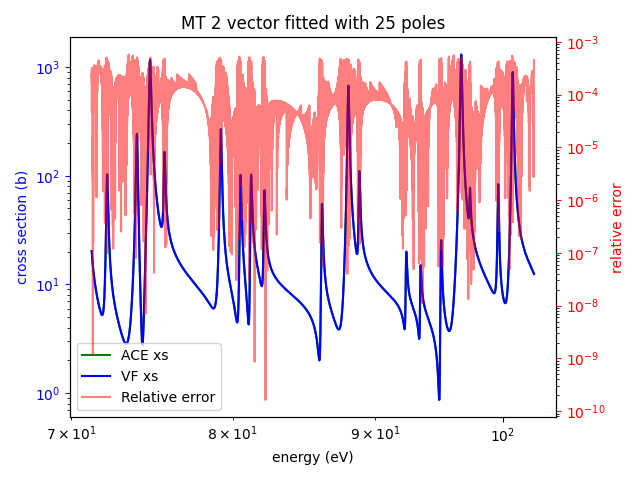 MT 2 vector fitted with 25 poles
cross section (b)
10³
10²
10¹
10⁰
10⁻³
10⁻⁴
10⁻⁵
10⁻⁶
10⁻⁷
10⁻⁸
10⁻⁹
10⁻¹⁰
relative error
ACE xs
VF xs
Relative error
7 × 10¹ 8 × 10¹ 9 × 10¹ 10²
energy (eV)